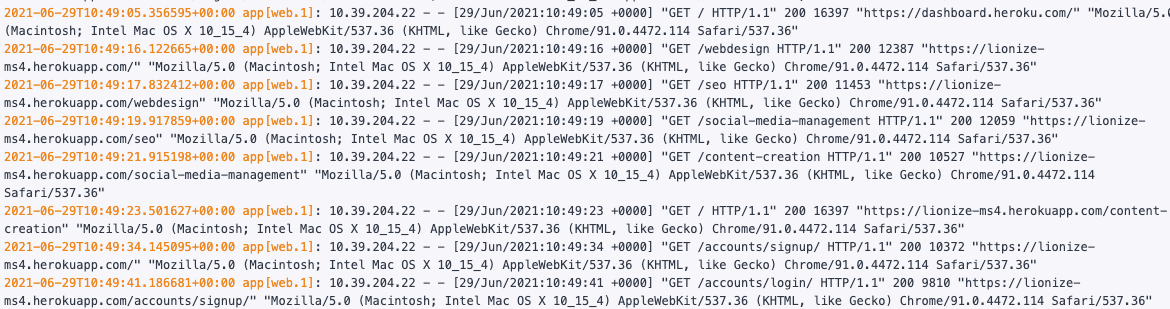 2021-06-29T10:49:05.356595+00:00 app[web.1]: 10.39.204.22 - - [29/Jun/2021:10:49:05 +0000] "GET / HTTP/1.1" 200 16397 "https://dashboard.heroku.com/" "Mozilla/5.0
(Macintosh; Intel Mac OS X 10_15_4) AppleWebKit/537.36 (KHTML, like Gecko) Chrome/91.0.4472.114 Safari/537.36"
2021-06-29T10:49:16.122665+00:00 app[web.1]: 10.39.204.22 - - [29/Jun/2021:10:49:16 +0000] "GET /webdesign HTTP/1.1" 200 12387 "https://lionize-
ms4.herokuapp.com/" "Mozilla/5.0 (Macintosh; Intel Mac OS X 10_15_4) AppleWebKit/537.36 (KHTML, like Gecko) Chrome/91.0.4472.114 Safari/537.36"
2021-06-29T10:49:17.832412+00:00 app[web.1]: 10.39.204.22 - - [29/Jun/2021:10:49:17 +0000] "GET /seo HTTP/1.1" 200 11453 "https://lionize-
ms4.herokuapp.com/webdesign" "Mozilla/5.0 (Macintosh; Intel Mac OS X 10_15_4) AppleWebKit/537.36 (KHTML, like Gecko) Chrome/91.0.4472.114 Safari/537.36"
2021-06-29T10:49:19.917859+00:00 app[web.1]: 10.39.204.22 - - [29/Jun/2021:10:49:19 +0000] "GET /social-media-management HTTP/1.1" 200 12059 "https://lionize-
ms4.herokuapp.com/seo" "Mozilla/5.0 (Macintosh; Intel Mac OS X 10_15_4) AppleWebKit/537.36 (KHTML, like Gecko) Chrome/91.0.4472.114 Safari/537.36"
2021-06-29T10:49:21.915198+00:00 app[web.1]: 10.39.204.22 - - [29/Jun/2021:10:49:21 +0000] "GET /content-creation HTTP/1.1" 200 10527 "https://lionize-
ms4.herokuapp.com/social-media-management" "Mozilla/5.0 (Macintosh; Intel Mac OS X 10_15_4) AppleWebKit/537.36 (KHTML, like Gecko) Chrome/91.0.4472.114
Safari/537.36"
2021-06-29T10:49:23.501627+00:00 app[web.1]: 10.39.204.22 - - [29/Jun/2021:10:49:23 +0000] "GET / HTTP/1.1" 200 16397 "https://lionize-ms4.herokuapp.com/content-
creation" "Mozilla/5.0 (Macintosh; Intel Mac OS X 10_15_4) AppleWebKit/537.36 (KHTML, like Gecko) Chrome/91.0.4472.114 Safari/537.36"
2021-06-29T10:49:34.145095+00:00 app[web.1]: 10.39.204.22 - - [29/Jun/2021:10:49:34 +0000] "GET /accounts/signup/ HTTP/1.1" 200 10372 "https://lionize-
ms4.herokuapp.com/" "Mozilla/5.0 (Macintosh; Intel Mac OS X 10_15_4) AppleWebKit/537.36 (KHTML, like Gecko) Chrome/91.0.4472.114 Safari/537.36"
2021-06-29T10:49:41.186681+00:00 app[web.1]: 10.39.204.22 - - [29/Jun/2021:10:49:41 +0000] "GET /accounts/login/ HTTP/1.1" 200 9810 "https://lionize-
ms4.herokuapp.com/accounts/signup/" "Mozilla/5.0 (Macintosh; Intel Mac OS X 10_15_4) AppleWebKit/537.36 (KHTML, like Gecko) Chrome/91.0.4472.114 Safari/537.36"